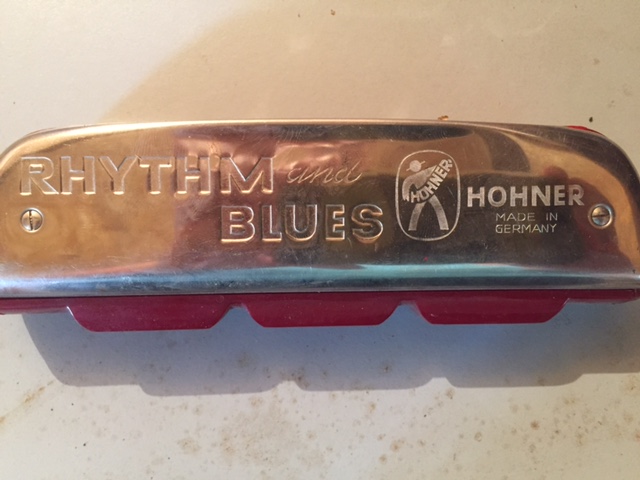 RHYTHM and
BLUES
HOHNER
HOHNER
MADE IN
GERMANY